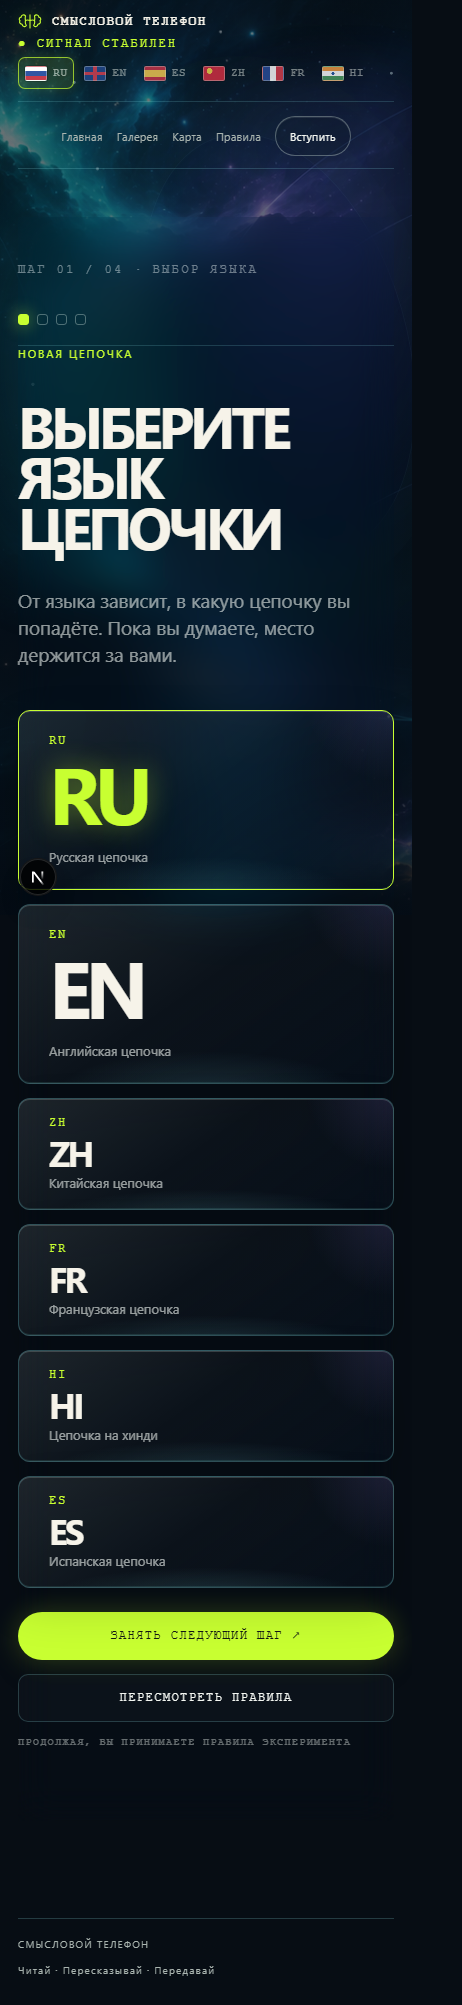 СМЫСЛОВОЙ ТЕЛЕФОН
СИГНАЛ СТАБИЛЕН
RU EN ES ZH FR HI
Главная Галерея Карта Правила Вступить
ШАГ 01 / 04 · ВЫБОР ЯЗЫКА
НОВАЯ ЦЕПОЧКА
ВЫБЕРИТЕ
ЯЗЫК
ЦЕПОЧКИ
От языка зависит, в какую цепочку вы
попадёте. Пока вы думаете, место
держится за вами.
RU
RU
Русская цепочка
N
EN
EN
Английская цепочка
ZH
ZH
Китайская цепочка
FR
FR
Французская цепочка
HI
HI
Цепочка на хинди
ES
ES
Испанская цепочка
ЗАНЯТЬ СЛЕДУЮЩИЙ ШАГ ↗
ПЕРЕСМОТРЕТЬ ПРАВИЛА
ПРОДОЛЖАЯ, ВЫ ПРИНИМАЕТЕ ПРАВИЛА ЭКСПЕРИМЕНТА
СМЫСЛОВОЙ ТЕЛЕФОН
Читай · Пересказывай · Передавай